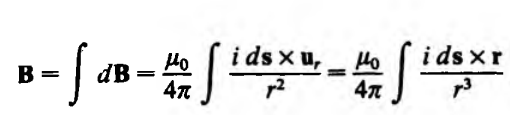 B = ∫ dB = μ₀/4π ∫ i ds × uᵣ/r² = μ₀/4π ∫ i ds × r/r³